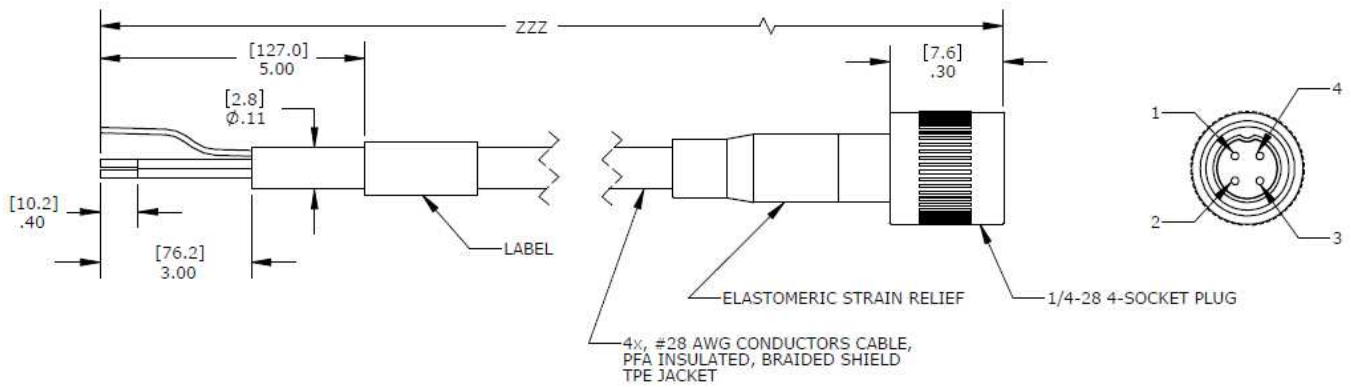 ZZZ
[127.0]
5.00
[7.6]
.30
[2.8]
Ø.11
1
4
[10.2]
.40
2
3
[76.2]
3.00
LABEL
ELASTOMERIC STRAIN RELIEF
1/4-28 4-SOCKET PLUG
4x, #28 AWG CONDUCTORS CABLE,
PFA INSULATED, BRAIDED SHIELD
TPE JACKET